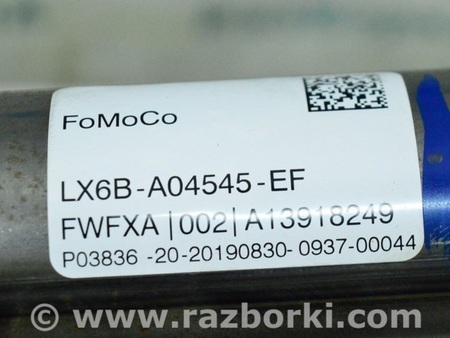 FoMoCo
LX6B-A04545-EF
FWFXA |002| A13918249
P03836 -20-20190830- 0937-00044
© www.razborki.com